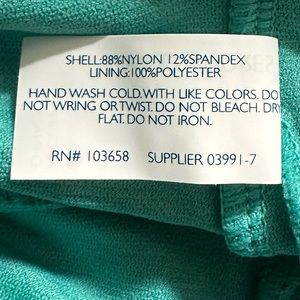 SHELL:88%NYLON 12%SPANDEX
LINING:100%POLYESTER
HAND WASH COLD. WITH LIKE COLORS. DO
NOT WRING OR TWIST. DO NOT BLEACH. DRY
FLAT. DO NOT IRON.
RN# 103658 SUPPLIER 03991-7